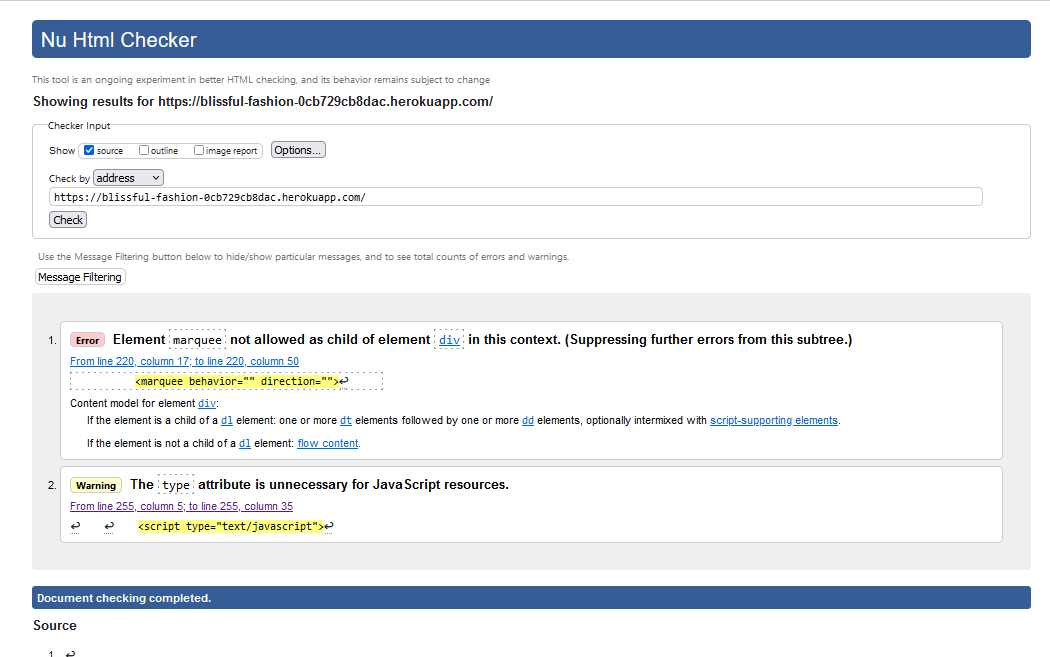 Nu Html Checker
This tool is an ongoing experiment in better HTML checking, and its behavior remains subject to change
Showing results for https://blissful-fashion-0cb729cb8dac.herokuapp.com/
Checker Input
Show source outline image report Options...
Check by address
https://blissful-fashion-0cb729cb8dac.herokuapp.com/
Check
Use the Message Filtering button below to hide/show particular messages, and to see total counts of errors and warnings.
Message Filtering
1. Error Element marquee not allowed as child of element div in this context. (Suppressing further errors from this subtree.)
From line 220, column 17; to line 220, column 50
<marquee behavior="" direction="">↩
Content model for element div:
If the element is a child of a dl element: one or more dt elements followed by one or more dd elements, optionally intermixed with script-supporting elements.
If the element is not a child of a dl element: flow content.
2. Warning The type attribute is unnecessary for JavaScript resources.
From line 255, column 5; to line 255, column 35
↩ ↩ <script type="text/javascript">↩
Document checking completed.
Source
1. ↩